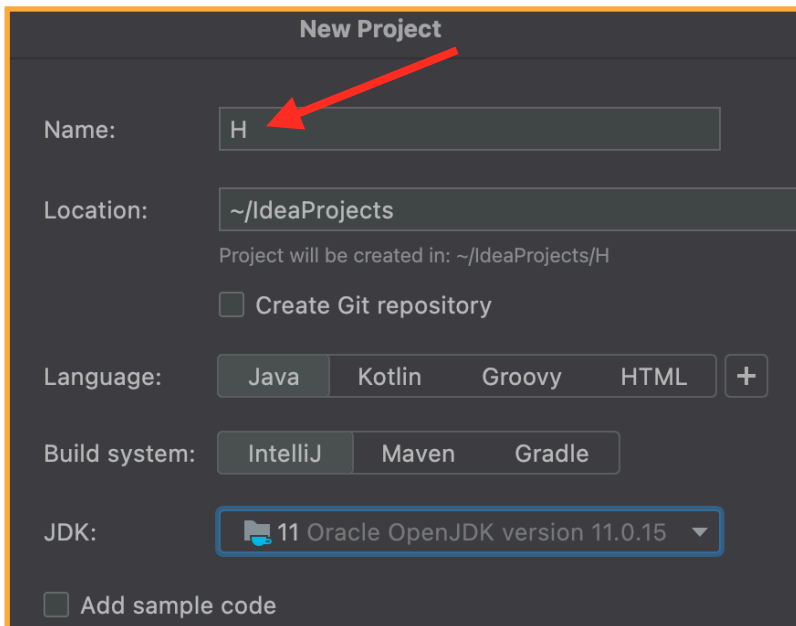 New Project
Name: H
Location: ~/IdeaProjects
Project will be created in: ~/IdeaProjects/H
Create Git repository
Language: Java Kotlin Groovy HTML +
Build system: IntelliJ Maven Gradle
JDK: 11 Oracle OpenJDK version 11.0.15
Add sample code